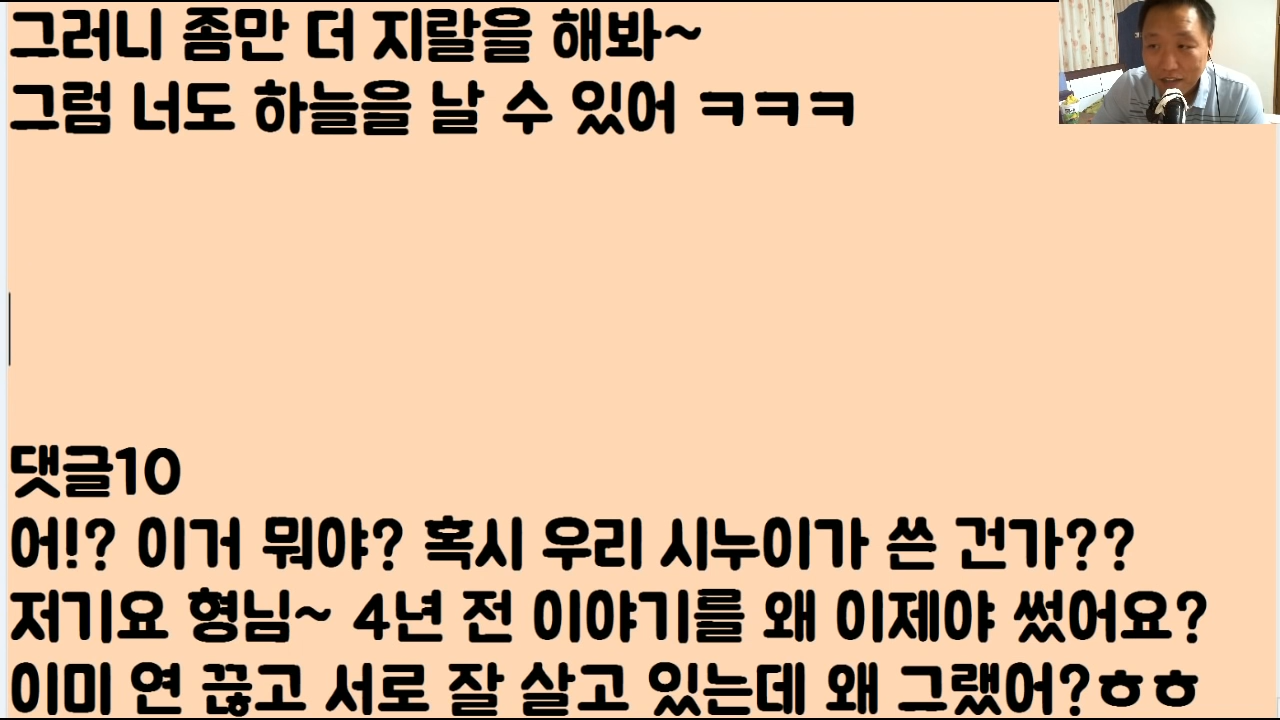 그러니 좀만 더 지랄을 해봐~
그럼 너도 하늘을 날 수 있어 ㅋㅋㅋ
댓글10
어!? 이거 뭐야? 혹시 우리 시누이가 쓴 건가??
저기요 형님~ 4년 전 이야기를 왜 이제야 썼어요?
이미 연 끊고 서로 잘 살고 있는데 왜 그랬어?ㅎㅎ